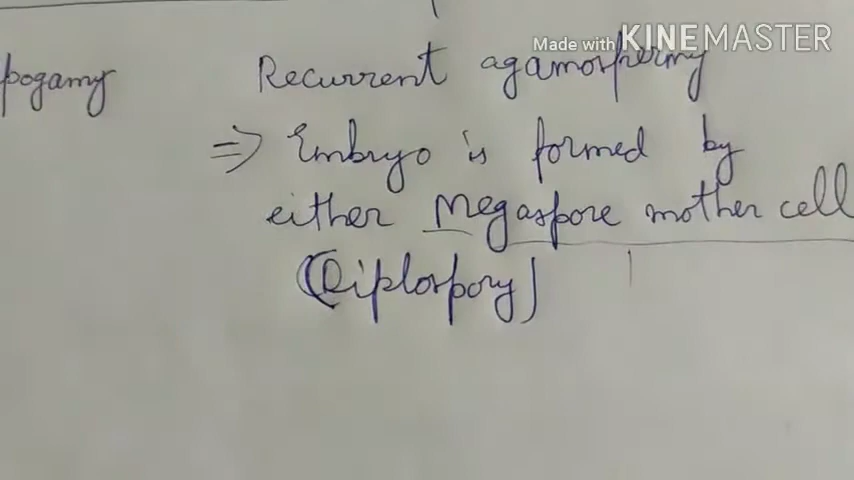 Made with KINEMASTER
pogamy Recurrent agamospermy
=> Embryo is formed by
either Megaspore mother cell
(Diplospory)